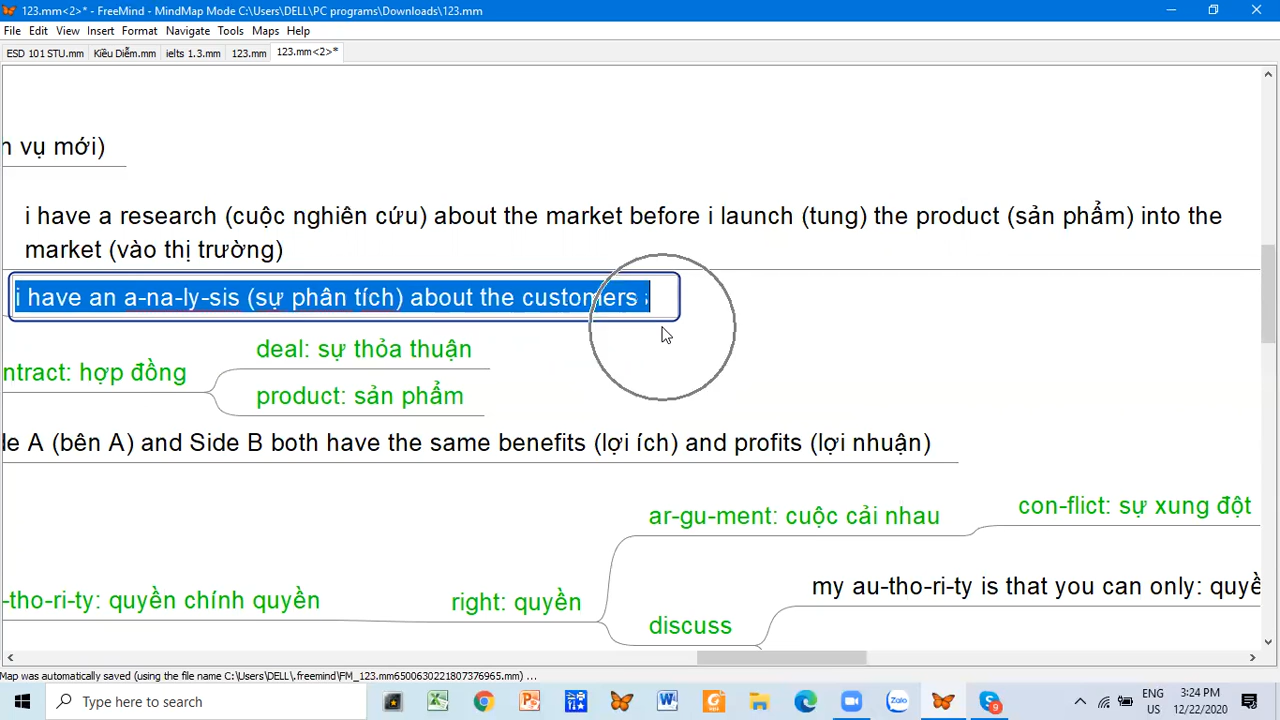 123.mm<2>* - FreeMind - MindMap Mode C:\Users\DELL\PC programs\Downloads\123.mm
File Edit View Insert Format Navigate Tools Maps Help
ESD 101 STU.mm Kiều Diễm.mm ielts 1.3.mm 123.mm 123.mm<2>*
vụ mới)
i have a research (cuộc nghiên cứu) about the market before i launch (tung) the product (sản phẩm) into the
market (vào thị trường)
i have an a-na-ly-sis (sự phân tích) about the customers
deal: sự thỏa thuận
ntract: hợp đồng
product: sản phẩm
le A (bên A) and Side B both have the same benefits (lợi ích) and profits (lợi nhuận)
con-flict: sự xung đột
ar-gu-ment: cuộc cải nhau
my au-tho-ri-ty is that you can only: quyề
-tho-ri-ty: quyền chính quyền
right: quyền
discuss
Map was automatically saved (using the file name C:\Users\DELL\.freemind\FM_123.mm6500630221807376965.mm) ...
Type here to search
Zalo
9
ENG
US
3:24 PM
12/22/2020